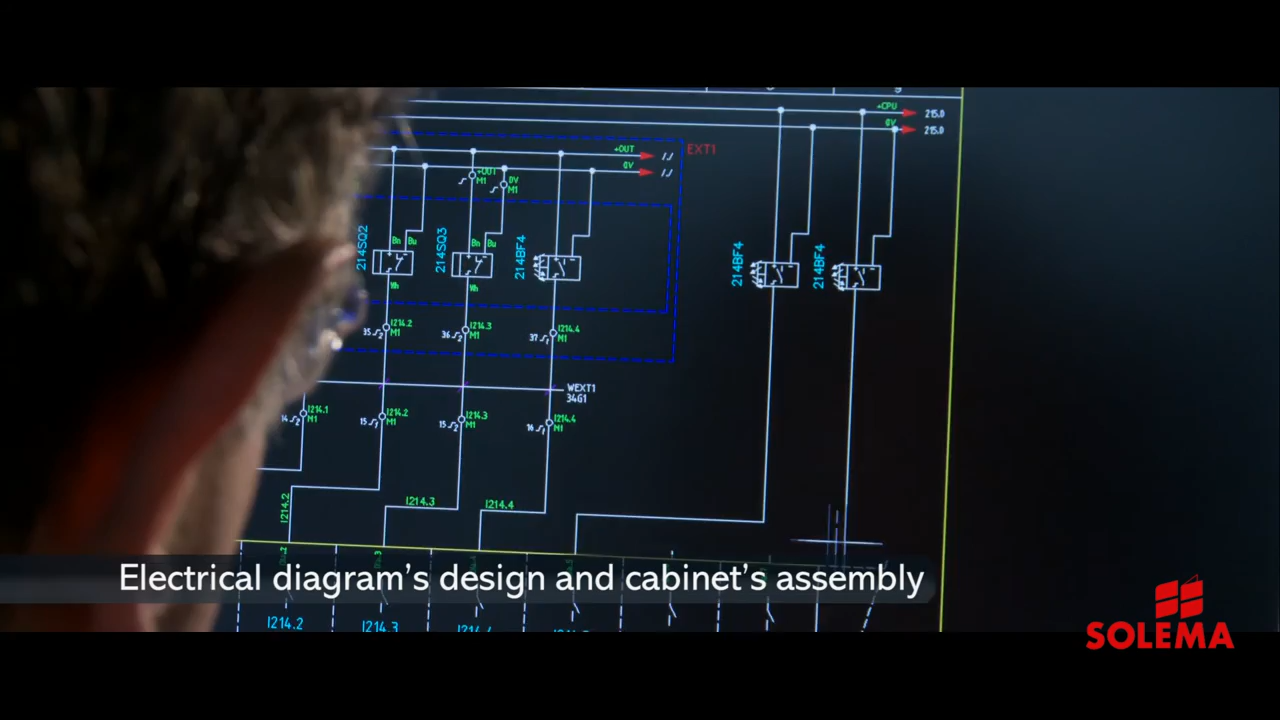 +CPU
215.0
0V
215.0
EXT1
+OUT
0V
+OUT
M1
0V
M1
214SQ2
Bn Bu
214SQ3
Bn Bu
214BF4
214BF4
214BF4
Wh
Wh
35
I214.2
M1
36
I214.3
M1
37
I214.4
M1
WEXT1
34G1
14
I214.1
M1
15
I214.2
M1
15
I214.3
M1
16
I214.4
M1
I214.2
I214.3
I214.4
Electrical diagram's design and cabinet's assembly
I214.2
I214.3
SOLEMA